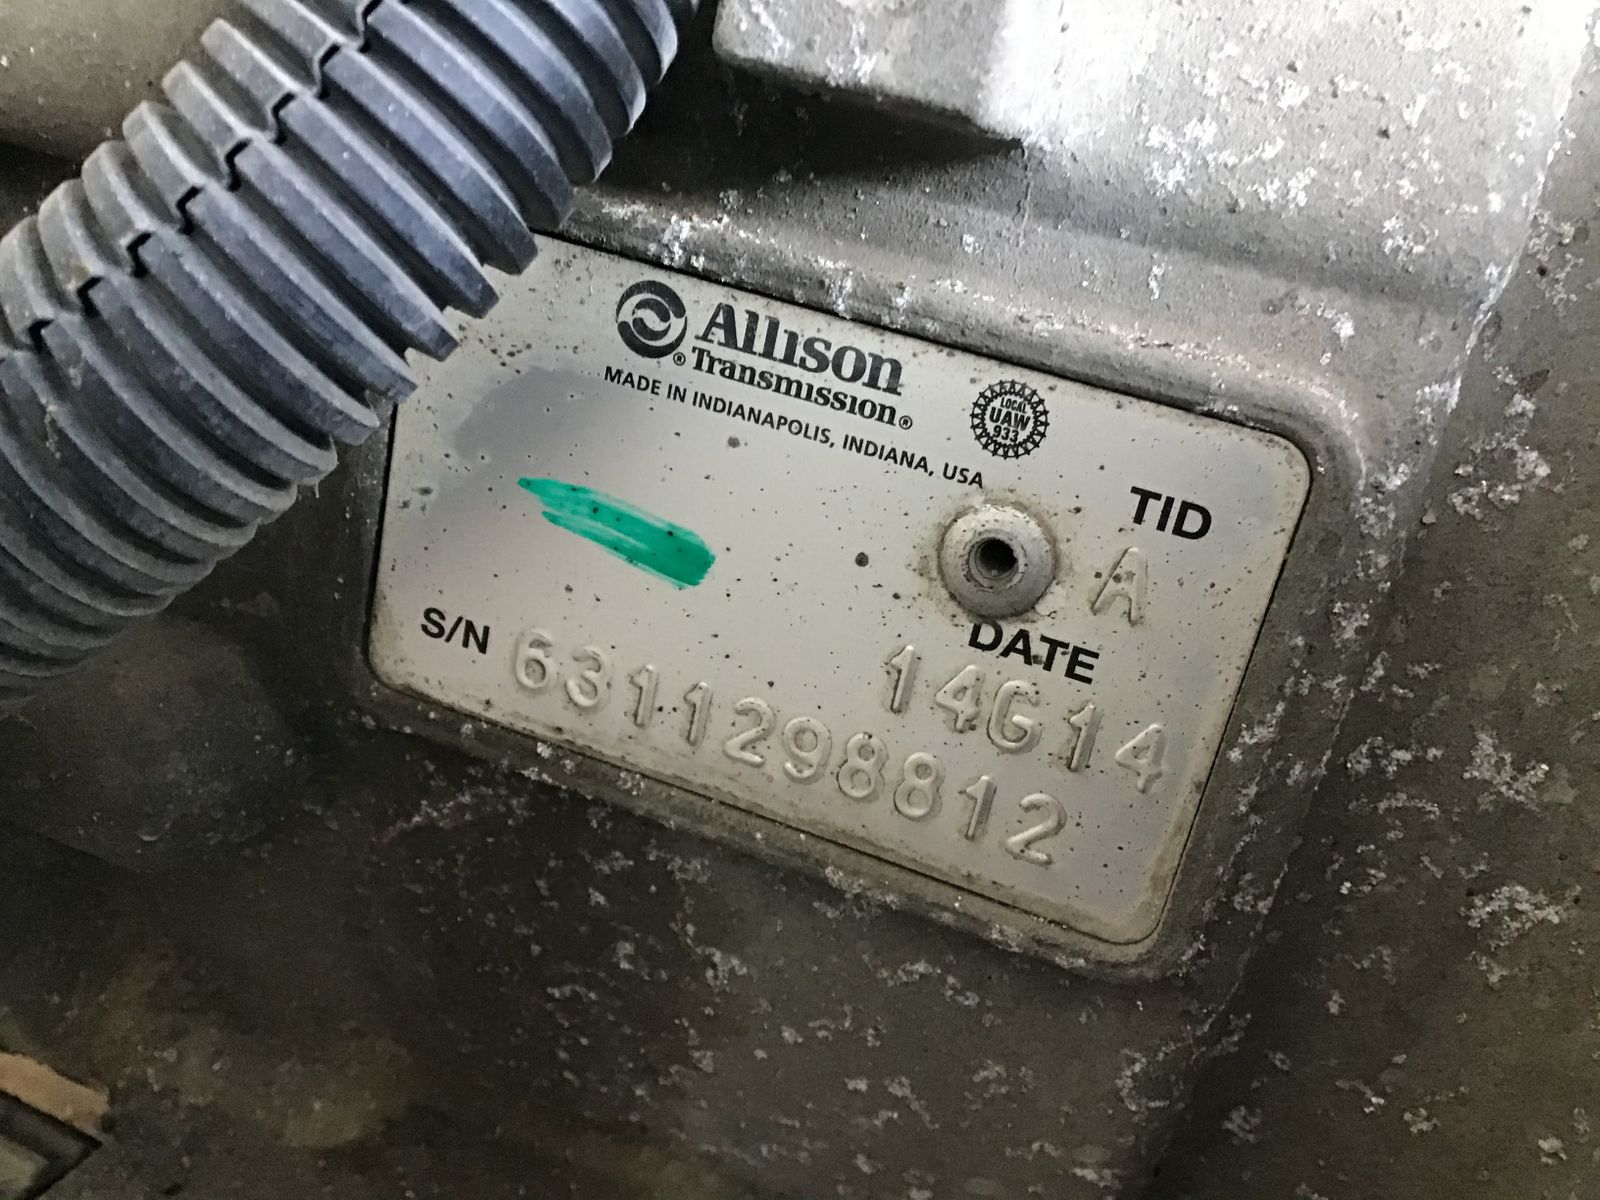 Allison
® Transmission®
MADE IN INDIANAPOLIS, INDIANA, USA
LOCAL
UAW
933
TID
A
DATE
14G14
S/N 6311298812